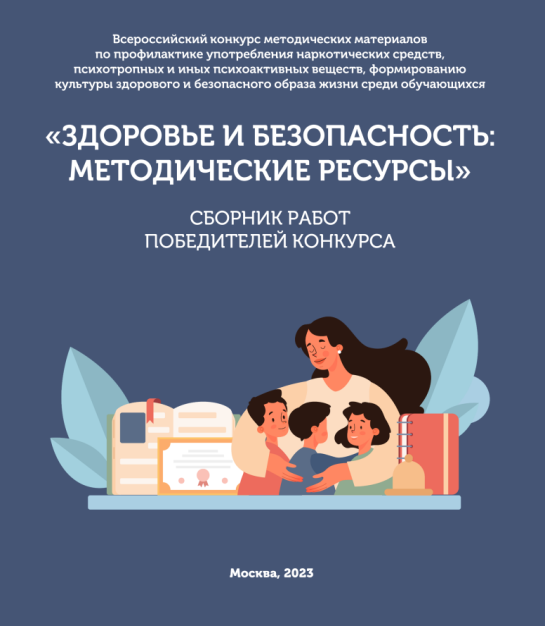 Всероссийский конкурс методических материалов
по профилактике употребления наркотических средств,
психотропных и иных психоактивных веществ, формированию
культуры здорового и безопасного образа жизни среди обучающихся
«ЗДОРОВЬЕ И БЕЗОПАСНОСТЬ:
МЕТОДИЧЕСКИЕ РЕСУРСЫ»
СБОРНИК РАБОТ
ПОБЕДИТЕЛЕЙ КОНКУРСА
Москва, 2023